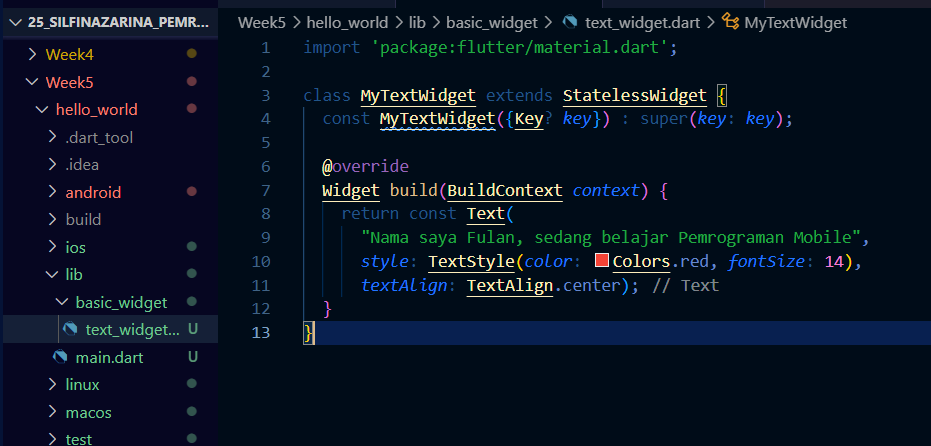 25_SILFINAZARINA_PEMR...
Week4
Week5
hello_world
.dart_tool
.idea
android
build
ios
lib
basic_widget
text_widget... U
main.dart U
linux
macos
test
Week5 > hello_world > lib > basic_widget > text_widget.dart > MyTextWidget
1 import 'package:flutter/material.dart';
2
3 class MyTextWidget extends StatelessWidget {
4 const MyTextWidget({Key? key}) : super(key: key);
5
6 @override
7 Widget build(BuildContext context) {
8 return const Text(
9 "Nama saya Fulan, sedang belajar Pemrograman Mobile",
10 style: TextStyle(color: Colors.red, fontSize: 14),
11 textAlign: TextAlign.center); // Text
12 }
13 }